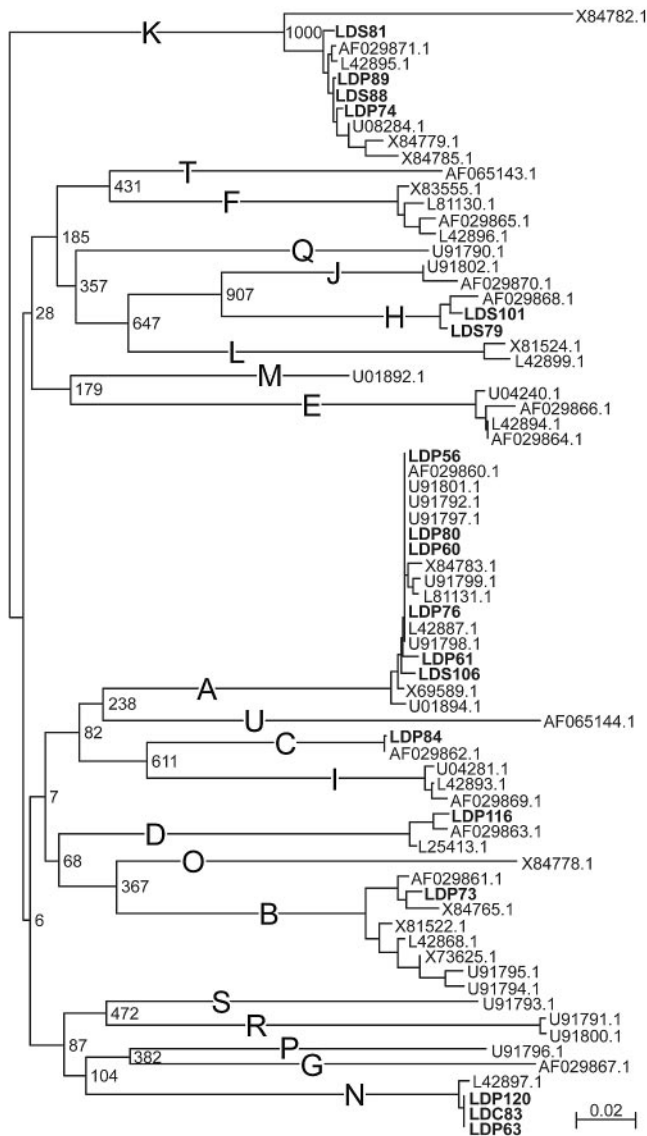 X84782.1
K
1000
LDS81
AF029871.1
L42895.1
LDP89
LDS88
LDP74
U08284.1
X84779.1
X84785.1
T
AF065143.1
431
X83555.1
F
L81130.1
AF029865.1
L42896.1
185
Q
U91790.1
U91802.1
J
357
AF029870.1
907
AF029868.1
28
H
LDS101
647
LDS79
X81524.1
L
L42899.1
M
U01892.1
179
U04240.1
E
AF029866.1
L42894.1
AF029864.1
LDP56
AF029860.1
U91801.1
U91792.1
U91797.1
LDP80
LDP60
X84783.1
U91799.1
L81131.1
LDP76
L42887.1
U91798.1
LDP61
LDS106
A
X69589.1
238
U01894.1
U
AF065144.1
82
C
LDP84
AF029862.1
611
U04281.1
I
L42893.1
7
AF029869.1
LDP116
D
AF029863.1
L25413.1
68
O
X84778.1
AF029861.1
367
LDP73
B
X84765.1
6
X81522.1
L42868.1
X73625.1
U91795.1
U91794.1
S
U91793.1
472
R
U91791.1
U91800.1
87
P
U91796.1
382
G
AF029867.1
104
L42897.1
N
LDP120
0.02
LDC83
LDP63